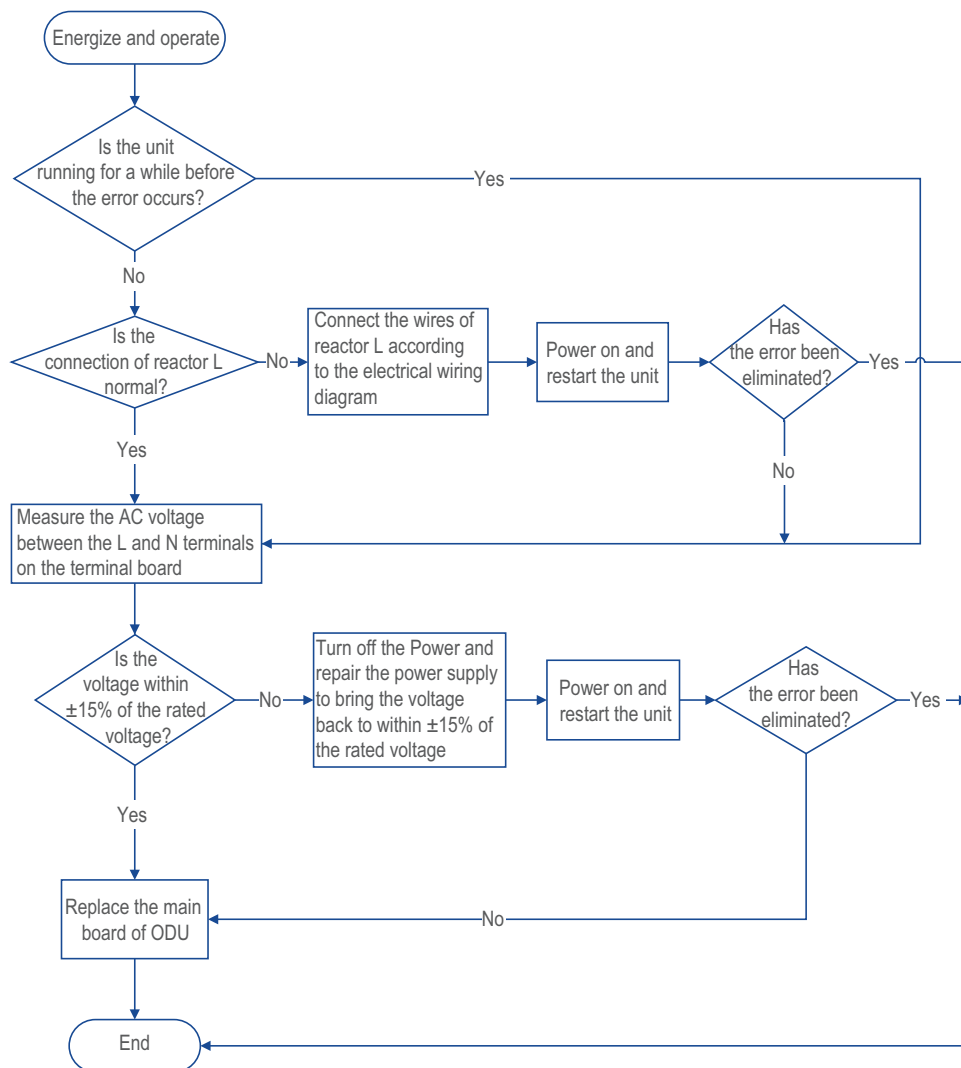 Energize and operate
Is the unit
running for a while before
the error occurs?
Yes
No
Is the
connection of reactor L
normal?
No
Connect the wires of
reactor L according
to the electrical wiring
diagram
Power on and
restart the unit
Has
the error been
eliminated?
Yes
No
Yes
Measure the AC voltage
between the L and N terminals
on the terminal board
Is the
voltage within
±15% of the rated
voltage?
No
Turn off the Power and
repair the power supply
to bring the voltage
back to within ±15% of
the rated voltage
Power on and
restart the unit
Has
the error been
eliminated?
Yes
Yes
No
Replace the main
board of ODU
End